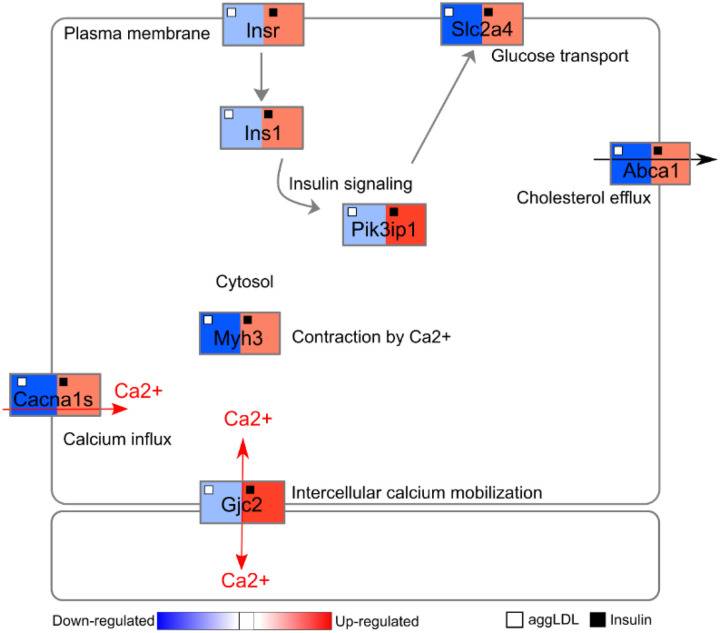 Plasma membrane
Insr
Slc2a4
Glucose transport
Ins1
Abca1
Insulin signaling
Cholesterol efflux
Pik3ip1
Cytosol
Myh3
Contraction by Ca2+
Cacna1s
Ca2+
Ca2+
Calcium influx
Intercellular calcium mobilization
Gjc2
Ca2+
Down-regulated
Up-regulated
aggLDL
Insulin